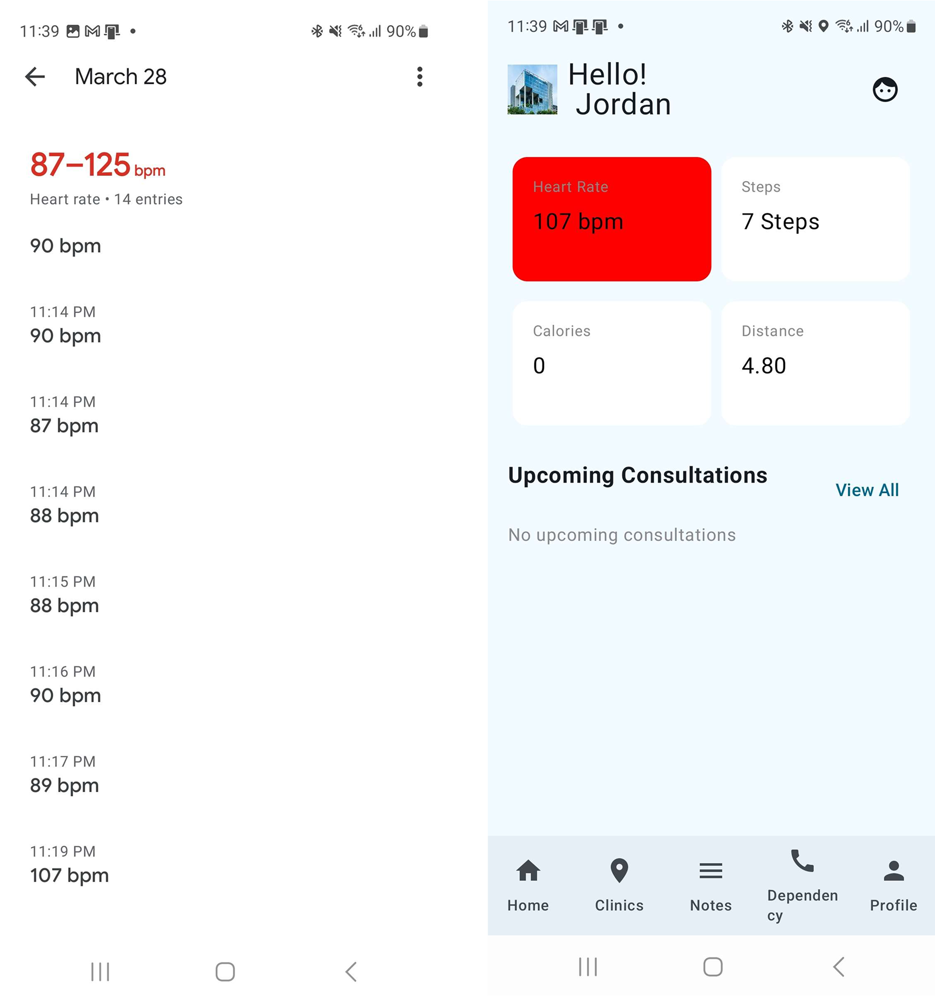 11:39
90%
March 28
87–125 bpm
Heart rate • 14 entries
90 bpm
11:14 PM
90 bpm
11:14 PM
87 bpm
11:14 PM
88 bpm
11:15 PM
88 bpm
11:16 PM
90 bpm
11:17 PM
89 bpm
11:19 PM
107 bpm
11:39
90%
Hello!
Jordan
Heart Rate
107 bpm
Steps
7 Steps
Calories
0
Distance
4.80
Upcoming Consultations
View All
No upcoming consultations
Home
Clinics
Notes
Dependen
cy
Profile